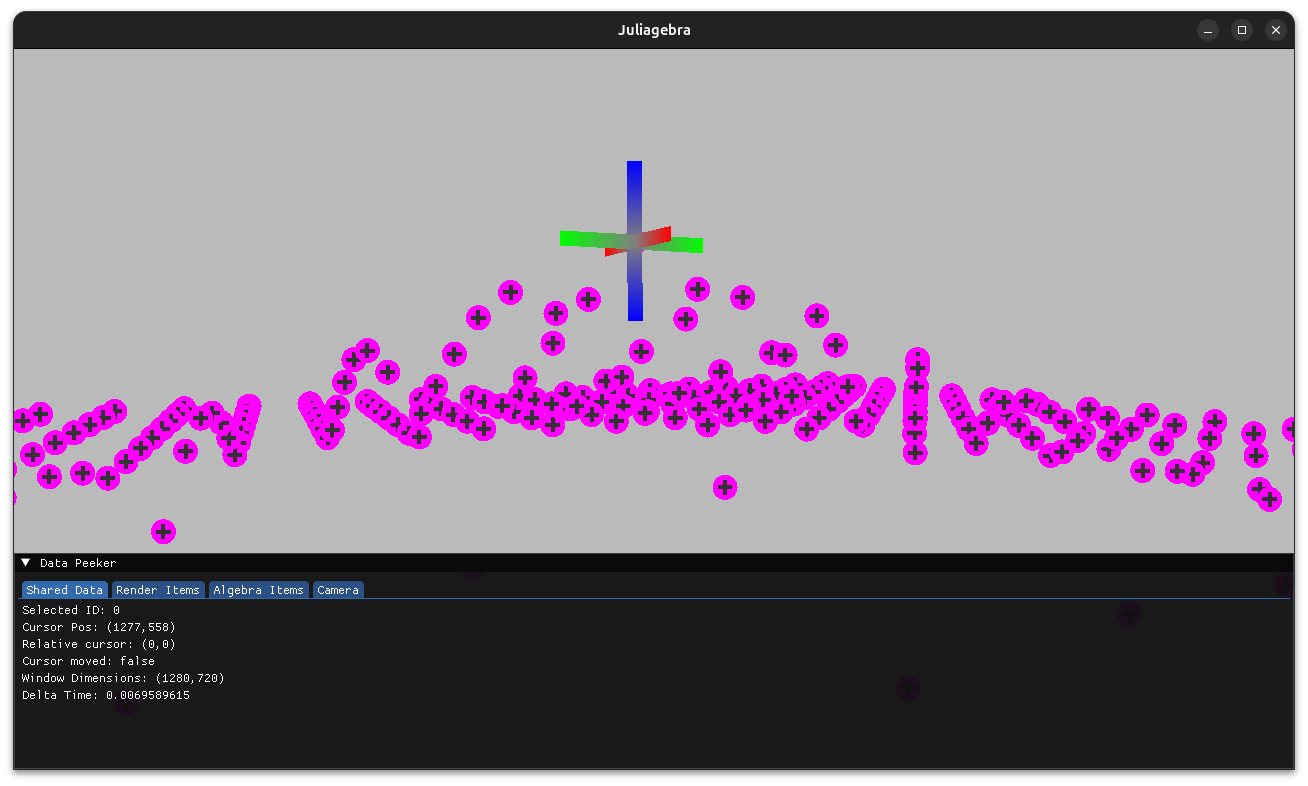 Juliagebra
Data Peeker
Shared Data Render Items Algebra Items Camera
Selected ID: 0
Cursor Pos: (1277,558)
Relative cursor: (0,0)
Cursor moved: false
Window Dimensions: (1280,720)
Delta Time: 0.0069589615